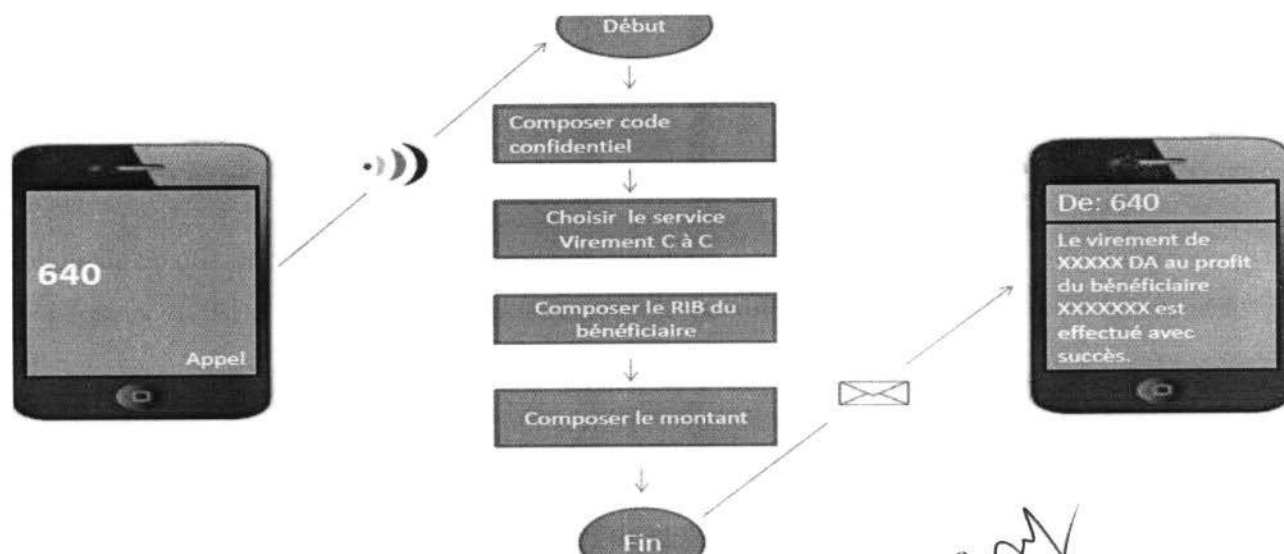 640
Appel
Début
Composer code
confidentiel
Choisir le service
Virement C à C
Composer le RIB du
bénéficiaire
Composer le montant
Fin
De: 640
Le virement de
XXXXX DA au profit
du bénéficiaire
XXXXXXX est
effectué avec
succès.